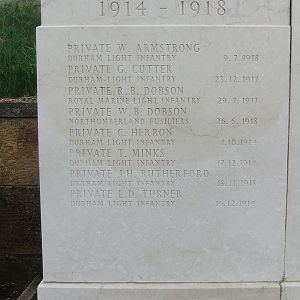 1914 - 1918
PRIVATE W. ARMSTRONG
DURHAM LIGHT INFANTRY 9.7.1918
PRIVATE G. CUTTER
DURHAM LIGHT INFANTRY 23.12.1917
PRIVATE R.B. DOBSON
ROYAL MARINE LIGHT INFANTRY 29.7.1917
PRIVATE W.B. DOBSON
NORTHUMBERLAND FUSILIERS 26.6.1918
PRIVATE C. HERRON
DURHAM LIGHT INFANTRY 1.10.1914
PRIVATE T. MINKS
DURHAM LIGHT INFANTRY 17.12.1914
PRIVATE J.H. RUTHERFORD
DURHAM LIGHT INFANTRY 18.11.1918
PRIVATE L.D. TURNER
DURHAM LIGHT INFANTRY 16.12.1914